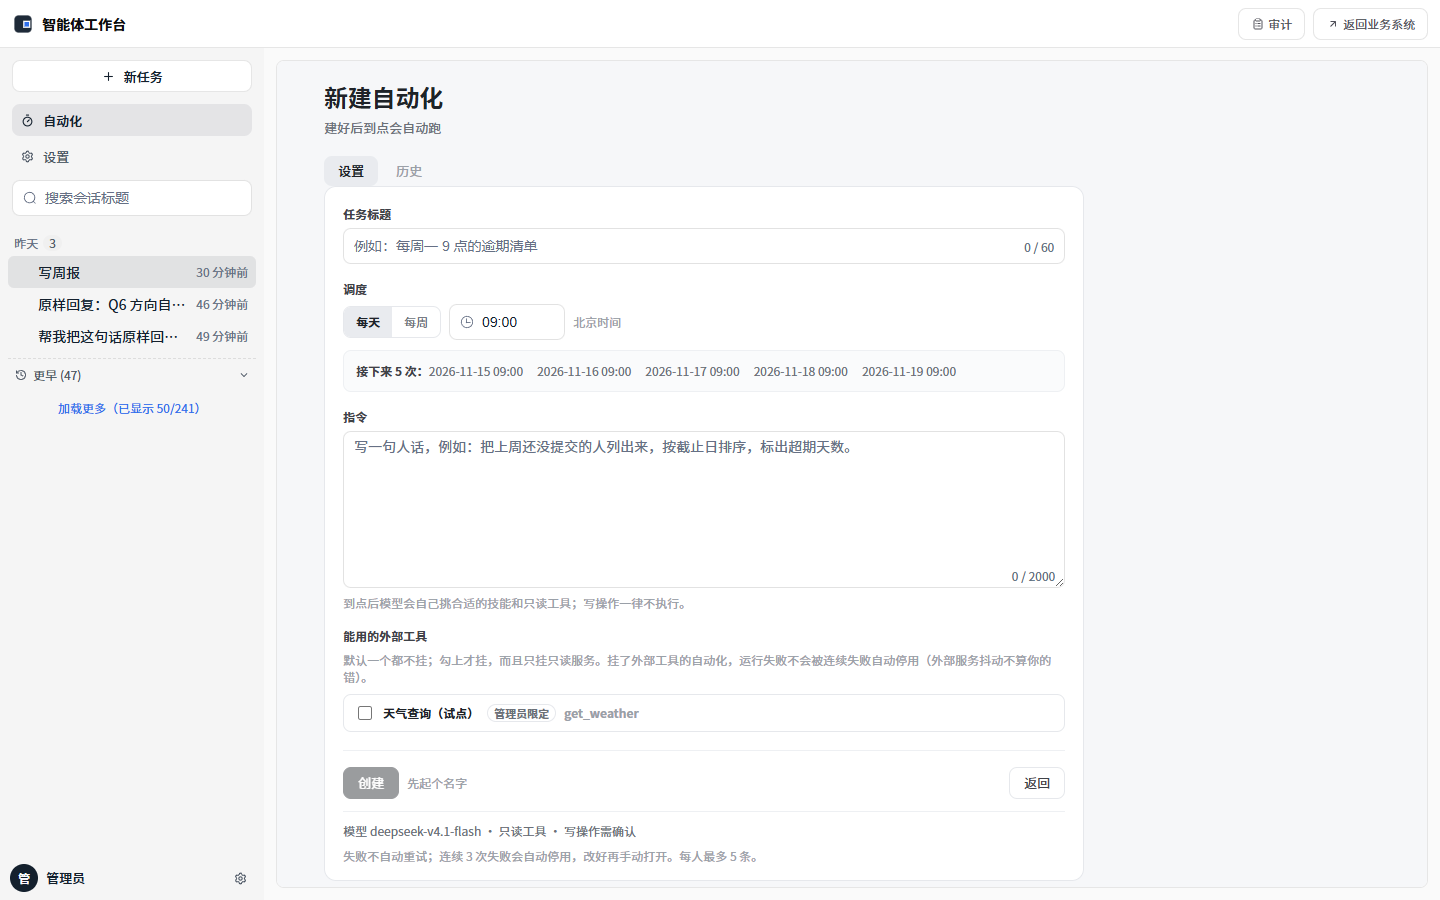 智能体工作台
审计
返回业务系统
新任务
自动化
设置
搜索会话标题
昨天 3
写周报 30 分钟前
原样回复：Q6 方向自… 46 分钟前
帮我把这句话原样回… 49 分钟前
更早 (47)
加载更多（已显示 50/241）
管 管理员
新建自动化
建好后到点会自动跑
设置 历史
任务标题
例如：每周一 9 点的逾期清单 0 / 60
调度
每天 每周 09:00 北京时间
接下来 5 次：2026-11-15 09:00 2026-11-16 09:00 2026-11-17 09:00 2026-11-18 09:00 2026-11-19 09:00
指令
写一句人话，例如：把上周还没提交的人列出来，按截止日排序，标出超期天数。
0 / 2000
到点后模型会自己挑合适的技能和只读工具；写操作一律不执行。
能用的外部工具
默认一个都不挂；勾上才挂，而且只挂只读服务。挂了外部工具的自动化，运行失败不会被连续失败自动停用（外部服务抖动不算你的
错）。
天气查询（试点） 管理员限定 get_weather
创建 先起个名字 返回
模型 deepseek-v4.1-flash · 只读工具 · 写操作需确认
失败不自动重试；连续 3 次失败会自动停用，改好再手动打开。每人最多 5 条。